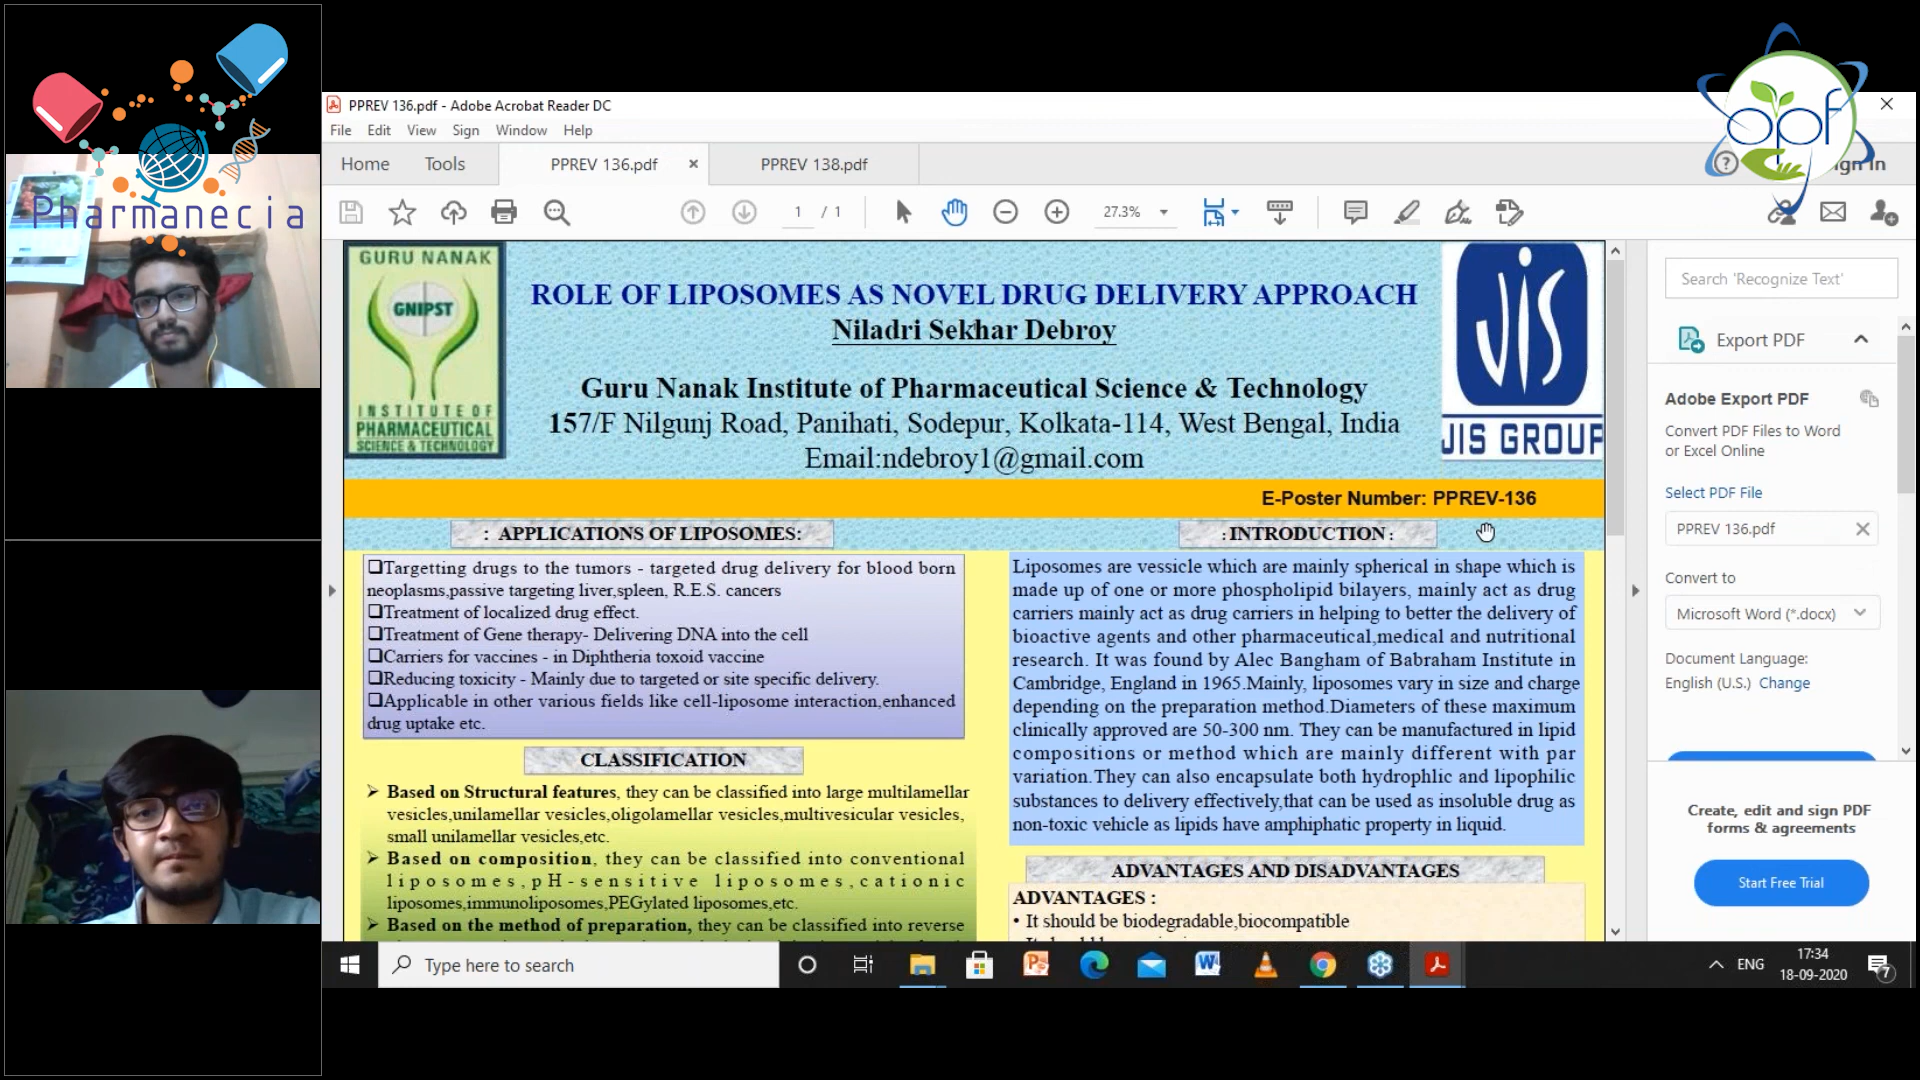 Pharmanecia
opf
PPREV 136.pdf - Adobe Acrobat Reader DC
File Edit View Sign Window Help
Home Tools PPREV 136.pdf PPREV 138.pdf
1 / 1 27.3%
GURU NANAK
GNIPST
INSTITUTE OF
PHARMACEUTICAL
SCIENCE & TECHNOLOGY
ROLE OF LIPOSOMES AS NOVEL DRUG DELIVERY APPROACH
Niladri Sekhar Debroy
Guru Nanak Institute of Pharmaceutical Science & Technology
157/F Nilgunj Road, Panihati, Sodepur, Kolkata-114, West Bengal, India
Email:ndebroy1@gmail.com
JIS
JIS GROUP
E-Poster Number: PPREV-136
: APPLICATIONS OF LIPOSOMES:
❑Targetting drugs to the tumors - targeted drug delivery for blood born
neoplasms,passive targeting liver,spleen, R.E.S. cancers
❑Treatment of localized drug effect.
❑Treatment of Gene therapy- Delivering DNA into the cell
❑Carriers for vaccines - in Diphtheria toxoid vaccine
❑Reducing toxicity - Mainly due to targeted or site specific delivery.
❑Applicable in other various fields like cell-liposome interaction,enhanced
drug uptake etc.
CLASSIFICATION
➢ Based on Structural features, they can be classified into large multilamellar
vesicles,unilamellar vesicles,oligolamellar vesicles,multivesicular vesicles,
small unilamellar vesicles,etc.
➢ Based on composition, they can be classified into conventional
liposomes,pH-sensitive liposomes,cationic
liposomes,immunoliposomes,PEGylated liposomes,etc.
➢ Based on the method of preparation, they can be classified into reverse
: INTRODUCTION :
Liposomes are vessicle which are mainly spherical in shape which is
made up of one or more phospholipid bilayers, mainly act as drug
carriers mainly act as drug carriers in helping to better the delivery of
bioactive agents and other pharmaceutical,medical and nutritional
research. It was found by Alec Bangham of Babraham Institute in
Cambridge, England in 1965.Mainly, liposomes vary in size and charge
depending on the preparation method.Diameters of these maximum
clinically approved are 50-300 nm. They can be manufactured in lipid
compositions or method which are mainly different with par
variation.They can also encapsulate both hydrophlic and lipophilic
substances to delivery effectively,that can be used as insoluble drug as
non-toxic vehicle as lipids have amphiphatic property in liquid.
ADVANTAGES AND DISADVANTAGES
ADVANTAGES :
• It should be biodegradable,biocompatible
Search 'Recognize Text'
Export PDF
Adobe Export PDF
Convert PDF Files to Word
or Excel Online
Select PDF File
PPREV 136.pdf
Convert to
Microsoft Word (*.docx)
Document Language:
English (U.S.) Change
Create, edit and sign PDF
forms & agreements
Start Free Trial
Type here to search
ENG
17:34
18-09-2020
7